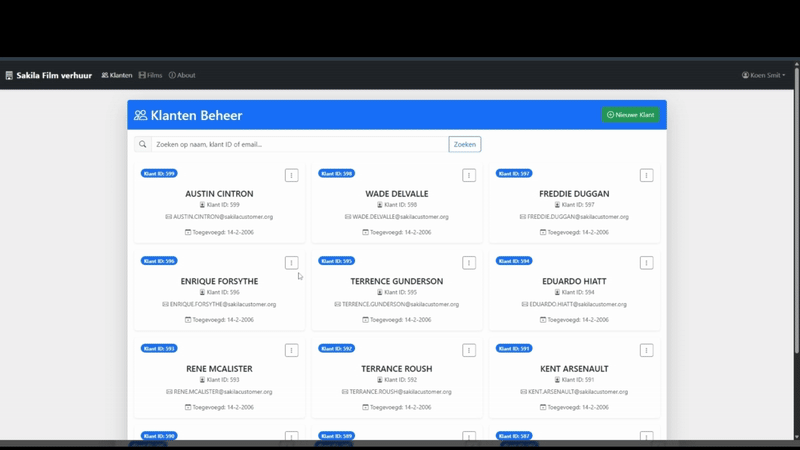 Sakila Film verhuur Klanten Films About Koen Smit
Klanten Beheer Nieuwe Klant
Zoeken op naam, klant ID of email... Zoeken
Klant ID: 599 Klant ID: 598 Klant ID: 597
AUSTIN CINTRON WADE DELVALLE FREDDIE DUGGAN
Klant ID: 599 Klant ID: 598 Klant ID: 597
AUSTIN.CINTRON@sakilacustomer.org WADE.DELVALLE@sakilacustomer.org FREDDIE.DUGGAN@sakilacustomer.org
Toegevoegd: 14-2-2006 Toegevoegd: 14-2-2006 Toegevoegd: 14-2-2006
Klant ID: 596 Klant ID: 595 Klant ID: 594
ENRIQUE FORSYTHE TERRENCE GUNDERSON EDUARDO HIATT
Klant ID: 596 Klant ID: 595 Klant ID: 594
ENRIQUE.FORSYTHE@sakilacustomer.org TERRENCE.GUNDERSON@sakilacustomer.org EDUARDO.HIATT@sakilacustomer.org
Toegevoegd: 14-2-2006 Toegevoegd: 14-2-2006 Toegevoegd: 14-2-2006
Klant ID: 593 Klant ID: 592 Klant ID: 591
RENE MCALISTER TERRANCE ROUSH KENT ARSENAULT
Klant ID: 593 Klant ID: 592 Klant ID: 591
RENE.MCALISTER@sakilacustomer.org TERRANCE.ROUSH@sakilacustomer.org KENT.ARSENAULT@sakilacustomer.org
Toegevoegd: 14-2-2006 Toegevoegd: 14-2-2006 Toegevoegd: 14-2-2006
Klant ID: 590 Klant ID: 589 Klant ID: 587